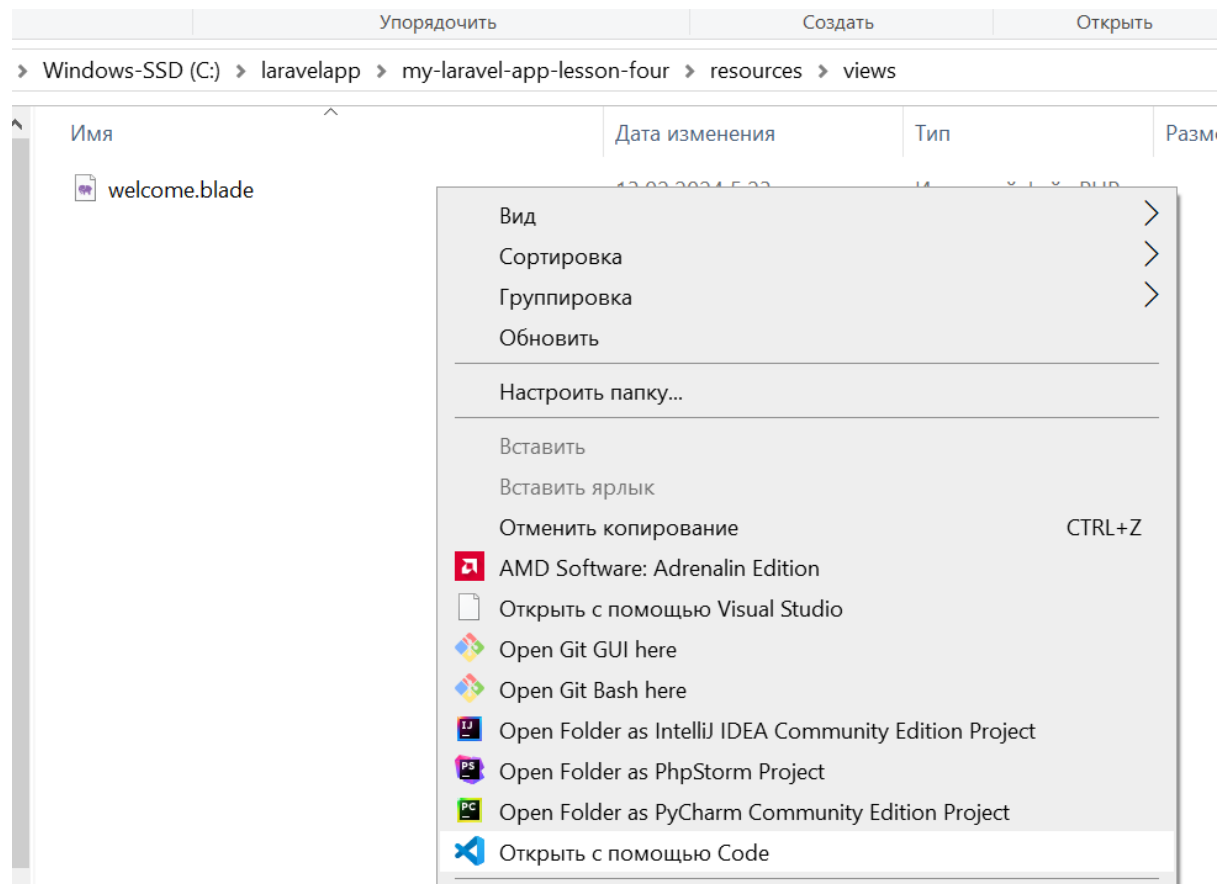 Упорядочить Создать Открыть
Windows-SSD (C:) > laravelapp > my-laravel-app-lesson-four > resources > views
Имя Дата изменения Тип
welcome.blade
Вид
Сортировка
Группировка
Обновить
Настроить папку...
Вставить
Вставить ярлык
Отменить копирование CTRL+Z
AMD Software: Adrenalin Edition
Открыть с помощью Visual Studio
Open Git GUI here
Open Git Bash here
Open Folder as IntelliJ IDEA Community Edition Project
Open Folder as PhpStorm Project
Open Folder as PyCharm Community Edition Project
Открыть с помощью Code